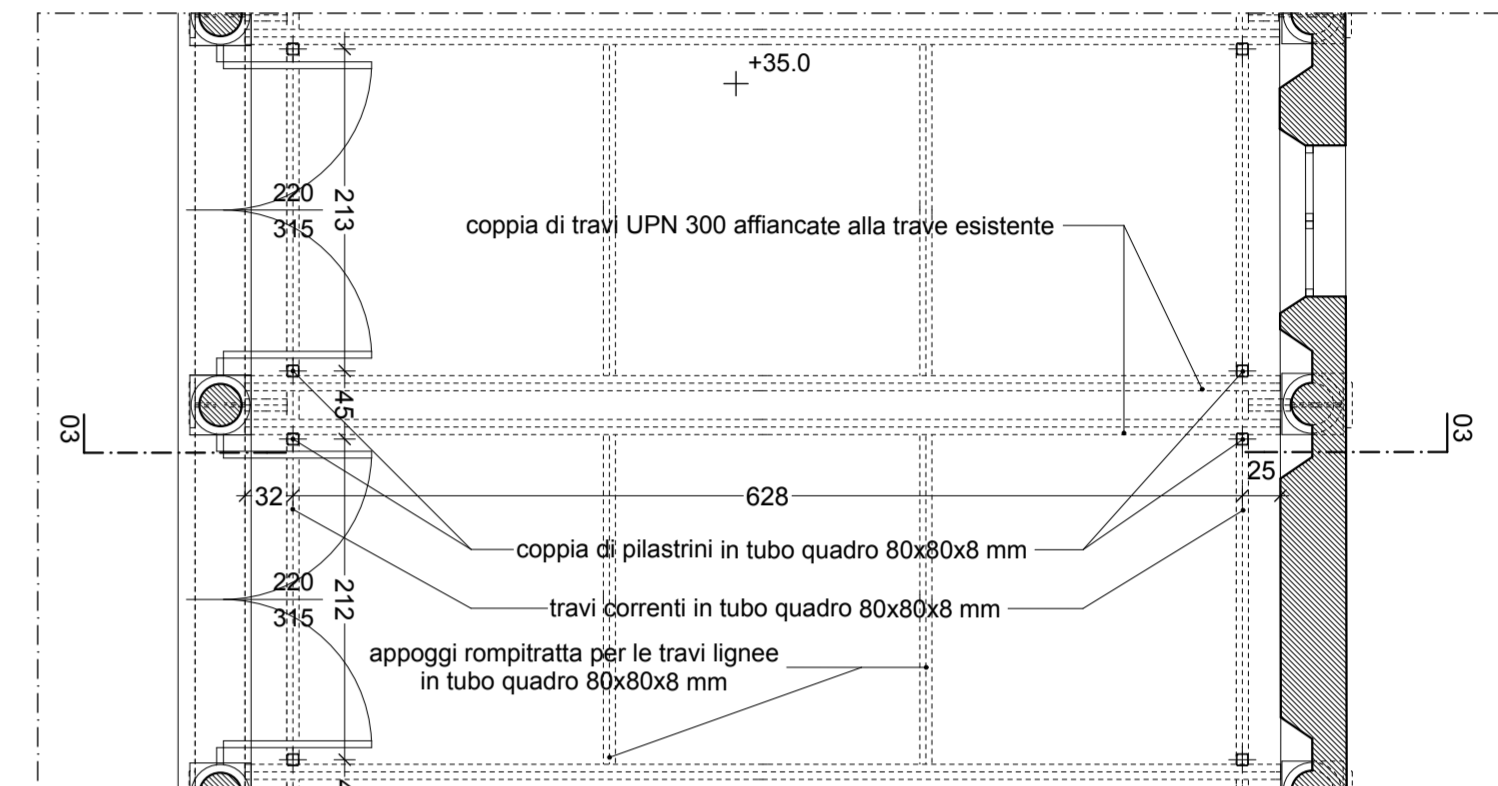 +35.0
220
315
213
coppia di travi UPN 300 affiancate alla trave esistente
45
03
03
25
32
628
coppia di pilastrini in tubo quadro 80x80x8 mm
220
315
212
travi correnti in tubo quadro 80x80x8 mm
appoggi rompitratta per le travi lignee
in tubo quadro 80x80x8 mm